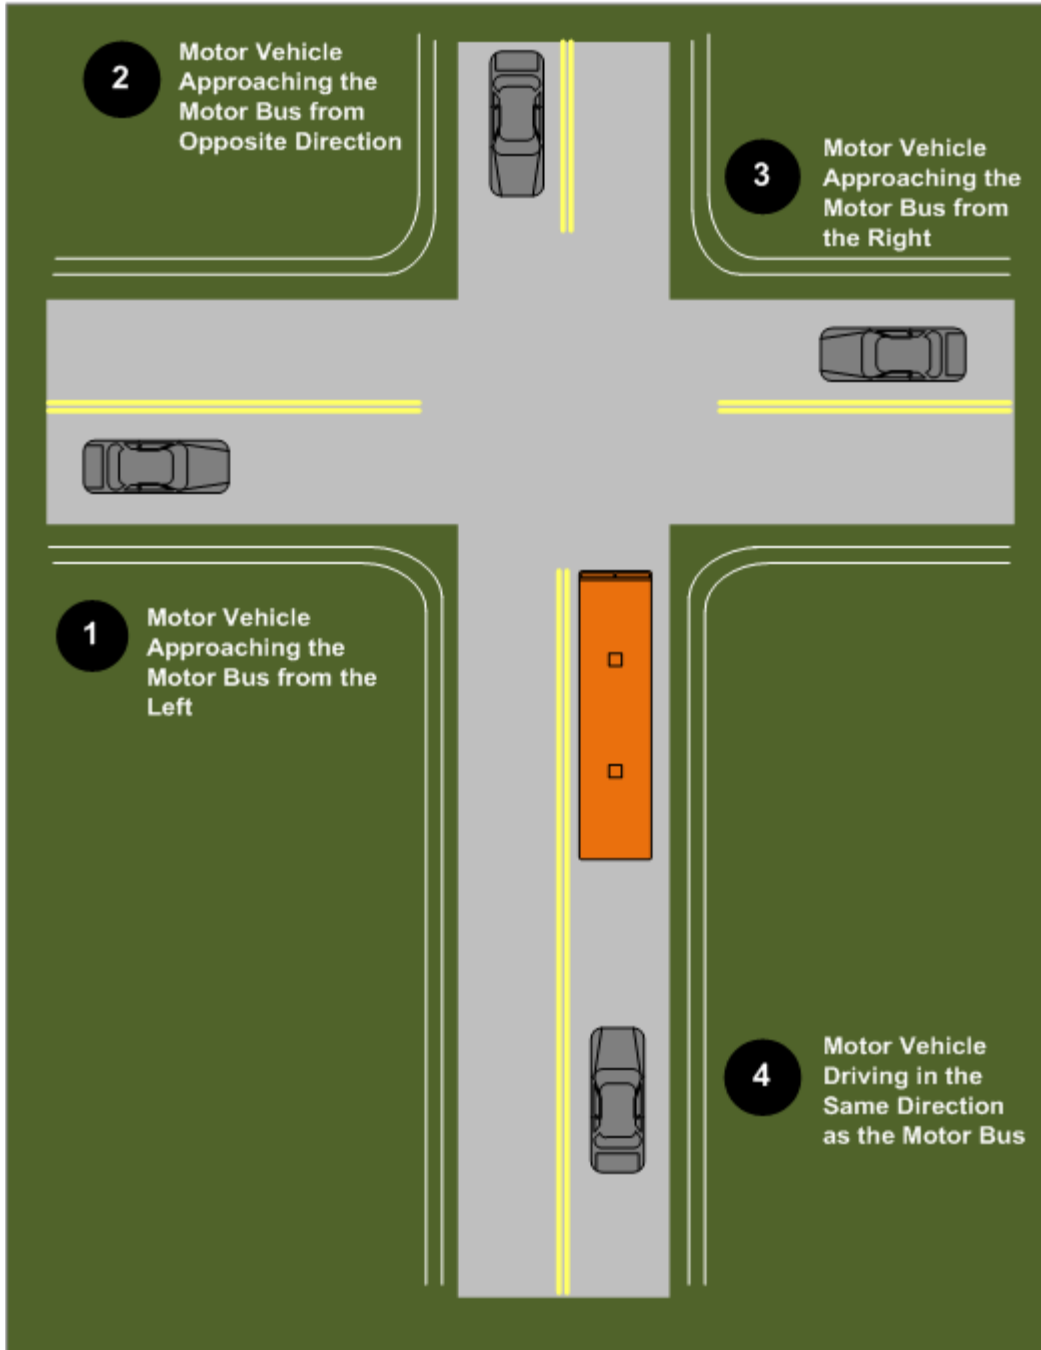 2
Motor Vehicle
Approaching the
Motor Bus from
Opposite Direction
3
Motor Vehicle
Approaching the
Motor Bus from
the Right
1
Motor Vehicle
Approaching the
Motor Bus from the
Left
4
Motor Vehicle
Driving in the
Same Direction
as the Motor Bus